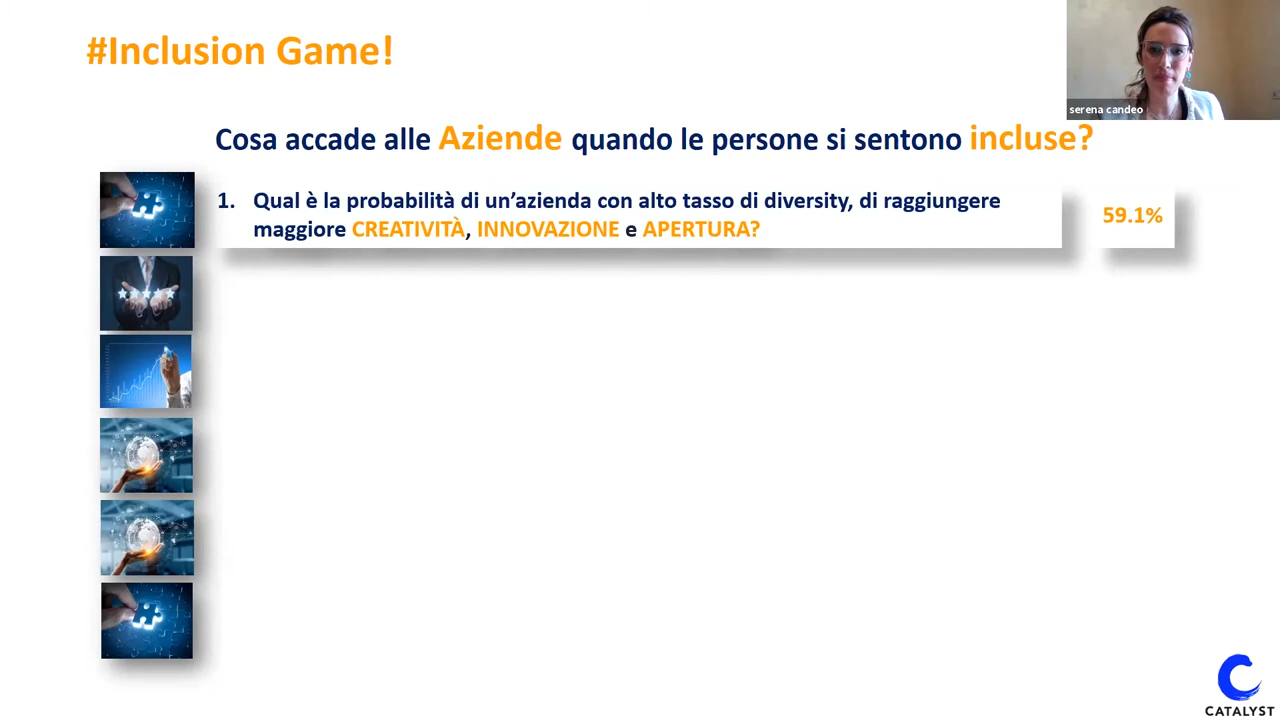 #Inclusion Game!
serena candeo
Cosa accade alle Aziende quando le persone si sentono incluse?
1. Qual è la probabilità di un’azienda con alto tasso di diversity, di raggiungere
maggiore CREATIVITÀ, INNOVAZIONE e APERTURA?
59.1%
CATALYST